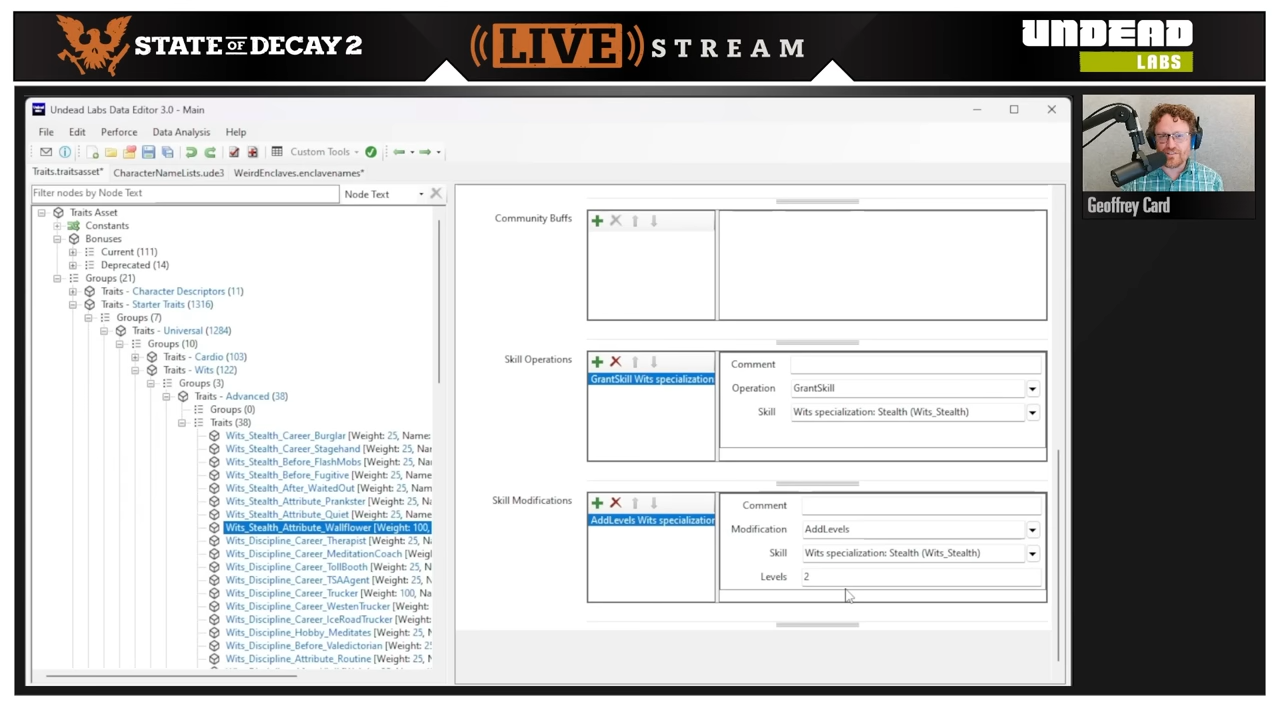 STATE OF DECAY 2
LIVE STREAM
UNDEAD
LABS
Undead Labs Data Editor 3.0 - Main
File Edit Perforce Data Analysis Help
Custom Tools
Traits.traitsasset* CharacterNameLists.ude3 WeirdEnclaves.enclavenames*
Filter nodes by Node Text Node Text
Traits Asset
Constants
Bonuses
Current (111)
Deprecated (14)
Groups (21)
Traits - Character Descriptors (11)
Traits - Starter Traits (1316)
Groups (7)
Traits - Universal (1284)
Groups (10)
Traits - Cardio (103)
Traits - Wits (122)
Groups (3)
Traits - Advanced (38)
Groups (0)
Traits (38)
Wits_Stealth_Career_Burglar [Weight: 25, Name:
Wits_Stealth_Career_Stagehand [Weight: 25, Nar
Wits_Stealth_Before_FlashMobs [Weight: 25, Nar
Wits_Stealth_Before_Fugitive [Weight: 25, Name
Wits_Stealth_After_WaitedOut [Weight: 25, Name
Wits_Stealth_Attribute_Prankster [Weight: 25, Na
Wits_Stealth_Attribute_Quiet [Weight: 25, Name:
Wits_Stealth_Attribute_Wallflower [Weight: 100,
Wits_Discipline_Career_Therapist [Weight: 25, N
Wits_Discipline_Career_MeditationCoach [Weigl
Wits_Discipline_Career_TollBooth [Weight: 25, N
Wits_Discipline_Career_TSAAgent [Weight: 25, N
Wits_Discipline_Career_Trucker [Weight: 100, Na
Wits_Discipline_Career_WesternTrucker [Weight:
Wits_Discipline_Career_IceRoadTrucker [Weight:
Wits_Discipline_Hobby_Meditates [Weight: 25, N
Wits_Discipline_Before_Valedictorian [Weight: 25
Wits_Discipline_Attribute_Routine [Weight: 25, N
Community Buffs
Skill Operations
GrantSkill Wits specialization
Comment
Operation GrantSkill
Skill Wits specialization: Stealth (Wits_Stealth)
Skill Modifications
AddLevels Wits specialization
Comment
Modification AddLevels
Skill Wits specialization: Stealth (Wits_Stealth)
Levels 2
Geoffrey Card